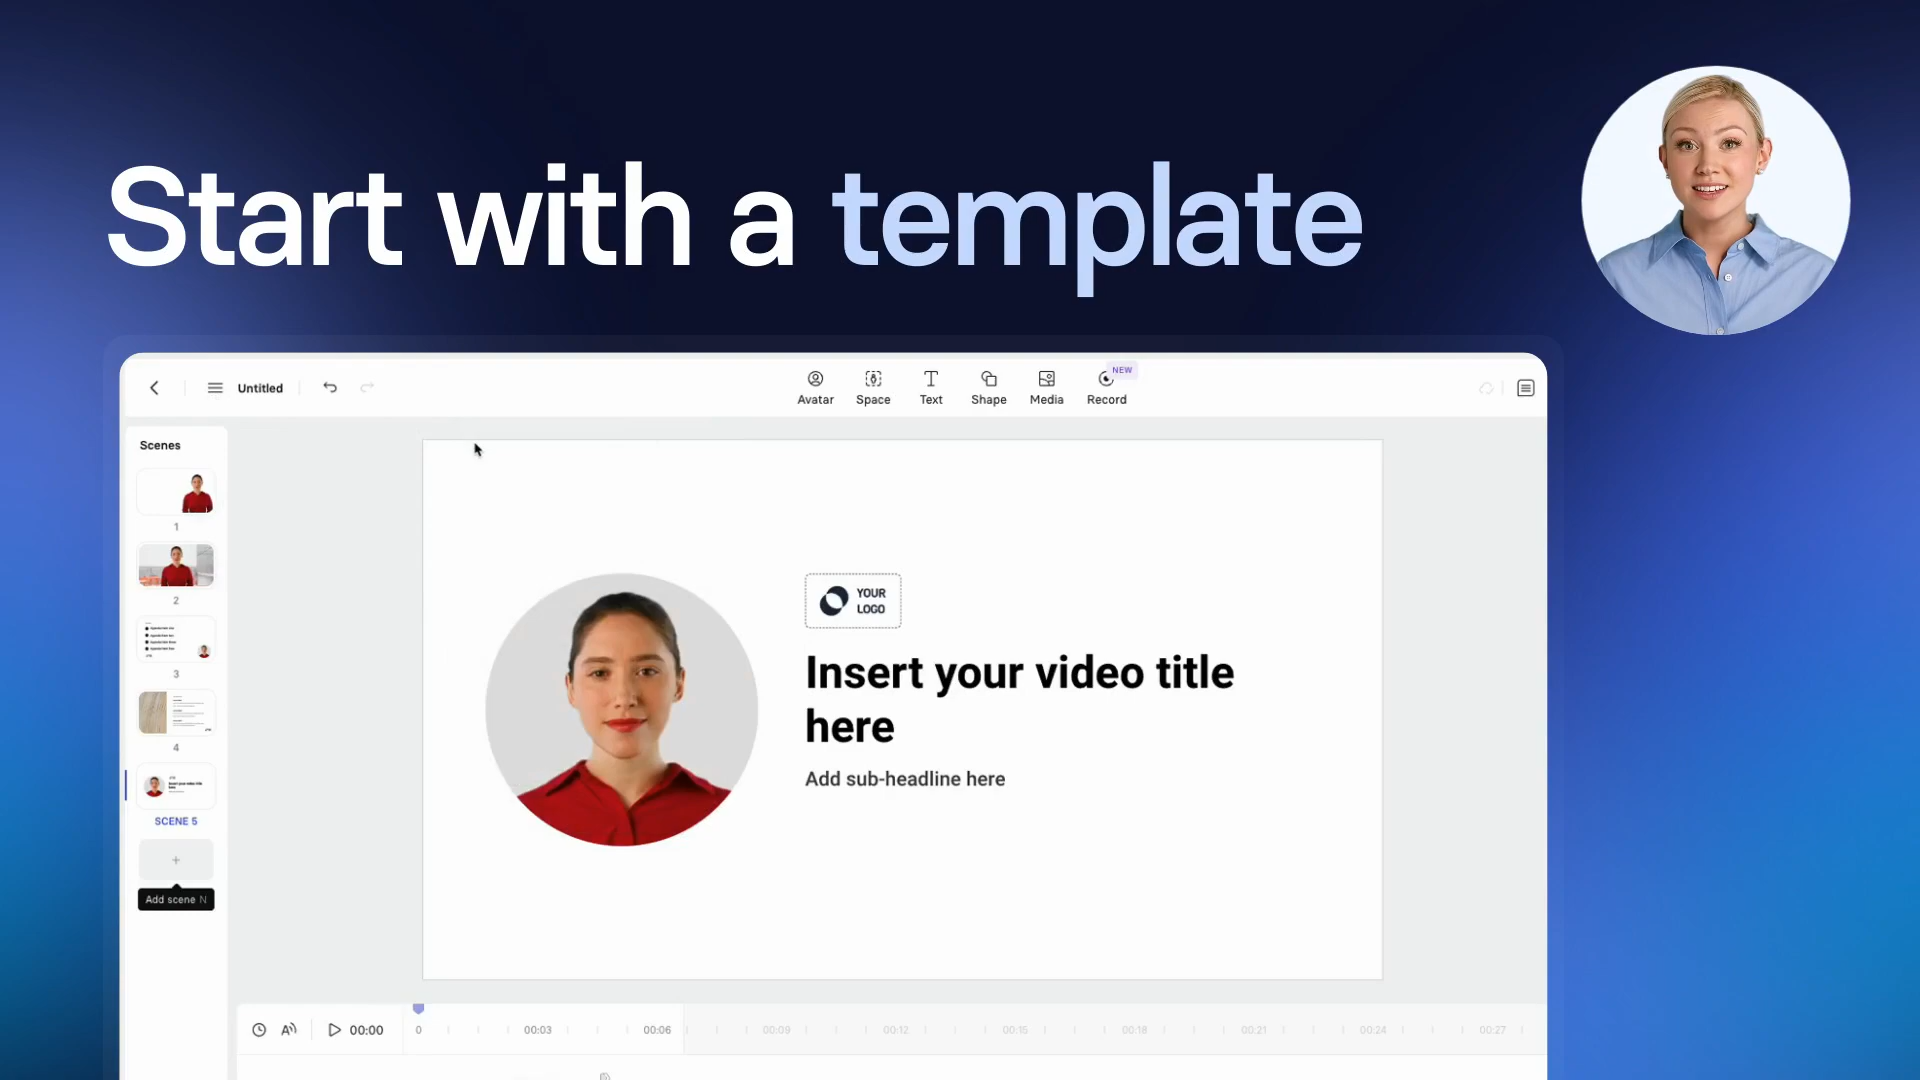 Start with a template
Untitled
Avatar
Space
Text
Shape
Media
Record
NEW
Scenes
1
2
3
4
SCENE 5
+
Add scene N
YOUR
LOGO
Insert your video title
here
Add sub-headline here
00:00
0
00:03
00:06
00:09
00:12
00:15
00:18
00:21
00:24
00:27